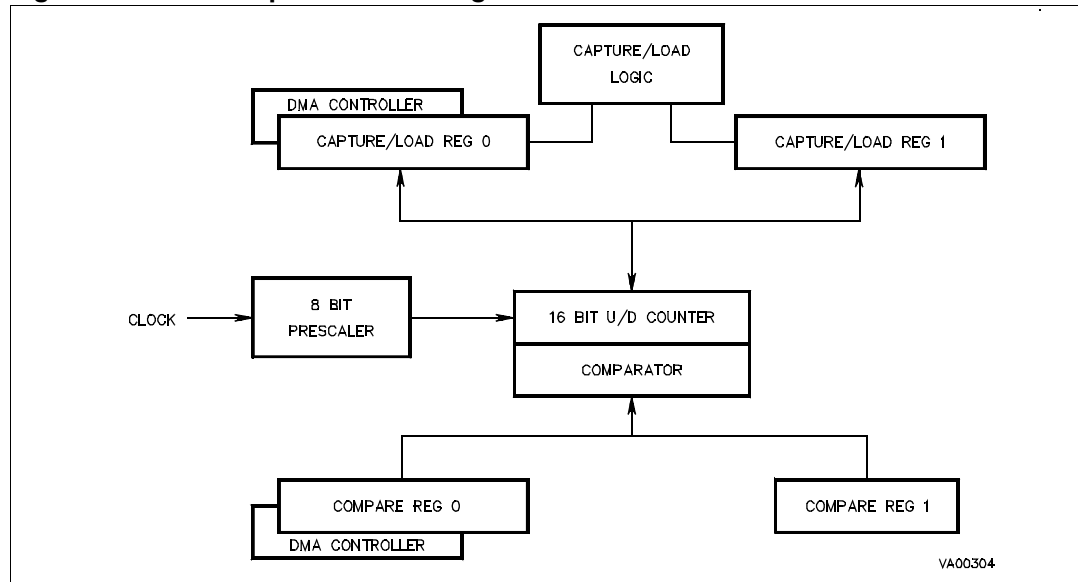 CAPTURE/LOAD
LOGIC
DMA CONTROLLER
CAPTURE/LOAD REG 0
CAPTURE/LOAD REG 1
8 BIT
PRESCALER
CLOCK
16 BIT U/D COUNTER
COMPARATOR
COMPARE REG 0
COMPARE REG 1
DMA CONTROLLER
VA00304